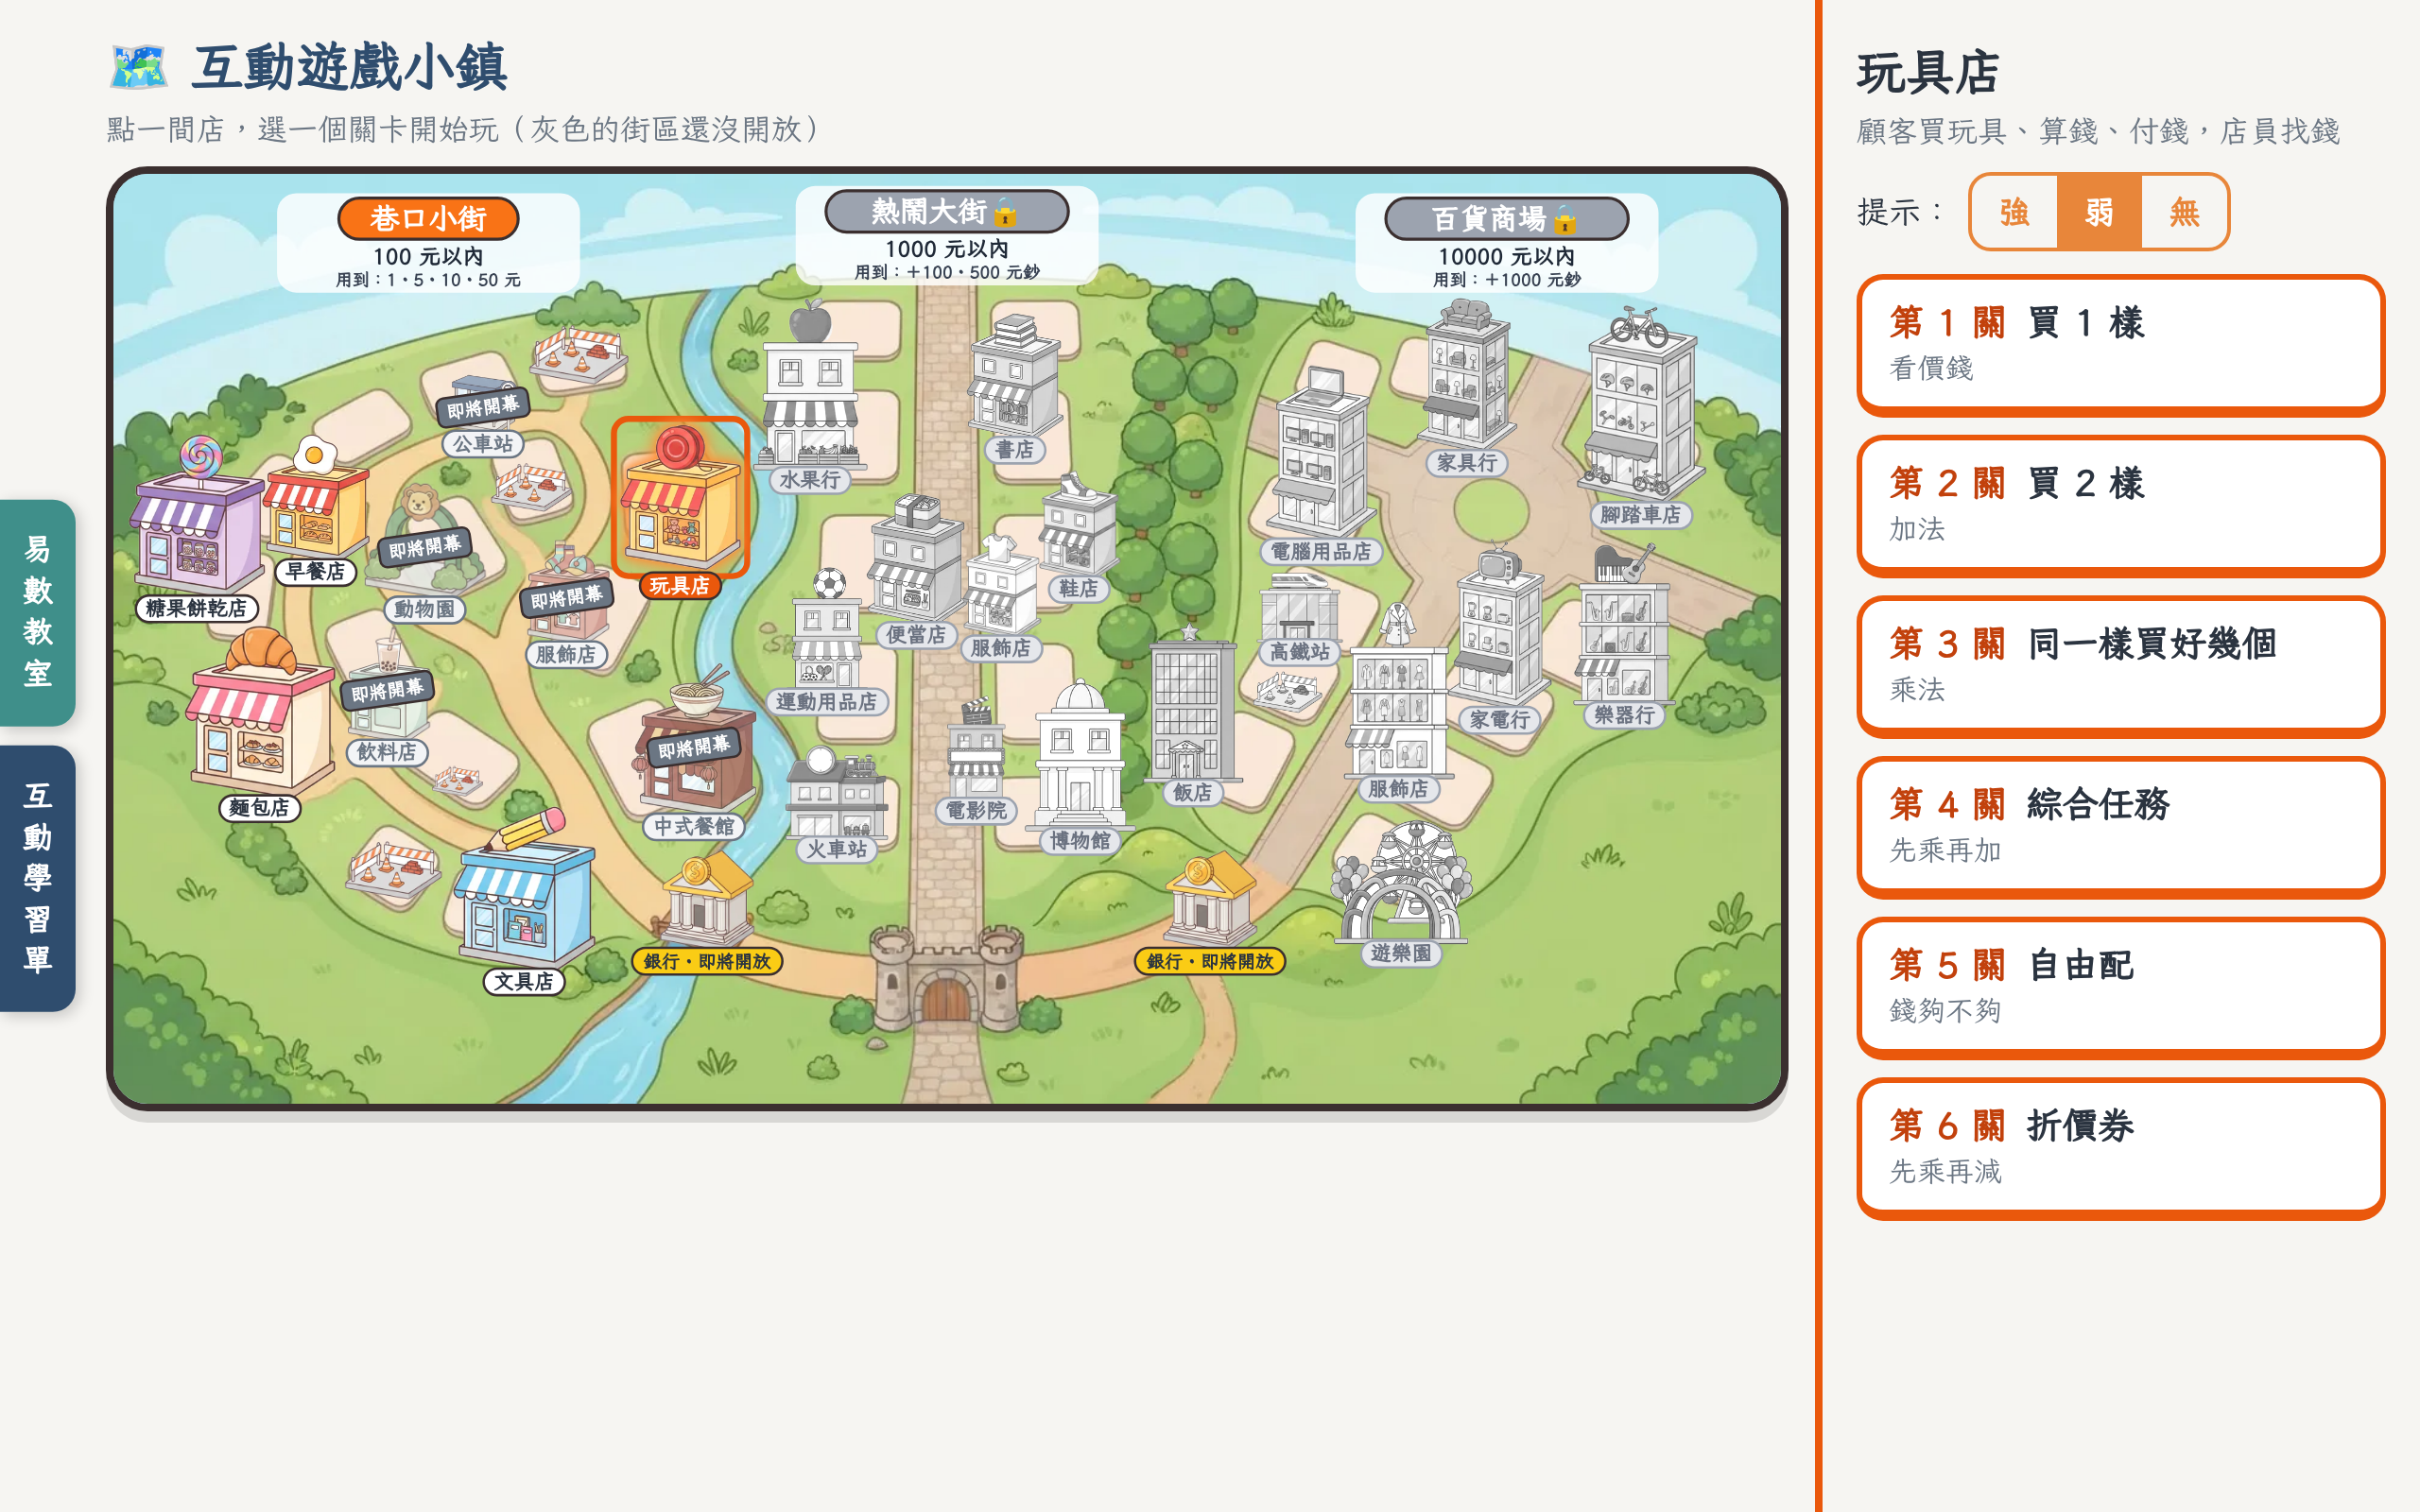 互動遊戲小鎮
點一間店，選一個關卡開始玩（灰色的街區還沒開放）
巷口小街
100 元以內
用到：1・5・10・50 元
熱鬧大街
1000 元以內
用到：＋100・500 元鈔
百貨商場
10000 元以內
用到：＋1000 元鈔
即將開幕
公車站
水果行
書店
家具行
腳踏車店
電腦用品店
早餐店
糖果餅乾店
即將開幕
動物園
即將開幕
服飾店
玩具店
鞋店
便當店
服飾店
運動用品店
高鐵站
家電行
樂器行
即將開幕
飲料店
麵包店
即將開幕
中式餐館
火車站
電影院
博物館
飯店
服飾店
文具店
銀行・即將開放
銀行・即將開放
遊樂園
易數教室
互動學習單
玩具店
顧客買玩具、算錢、付錢，店員找錢
提示： 強 弱 無
第 1 關 買 1 樣
看價錢
第 2 關 買 2 樣
加法
第 3 關 同一樣買好幾個
乘法
第 4 關 綜合任務
先乘再加
第 5 關 自由配
錢夠不夠
第 6 關 折價券
先乘再減